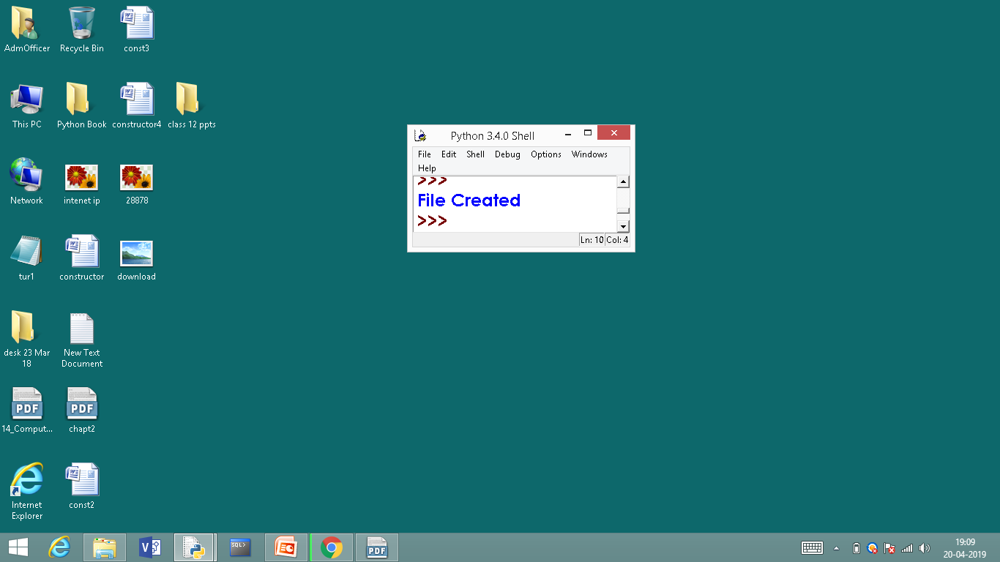 AdmOfficer
Recycle Bin
const3
This PC
Python Book
constructor4
class 12 ppts
Network
intenet ip
28878
tur1
constructor
download
desk 23 Mar
18
New Text
Document
PDF
14_Comput...
PDF
chapt2
Internet
Explorer
const2
Python 3.4.0 Shell
File Edit Shell Debug Options Windows
Help
>>>
File Created
>>>
Ln: 10 Col: 4
V
SQL>
PDF
19:09
20-04-2019